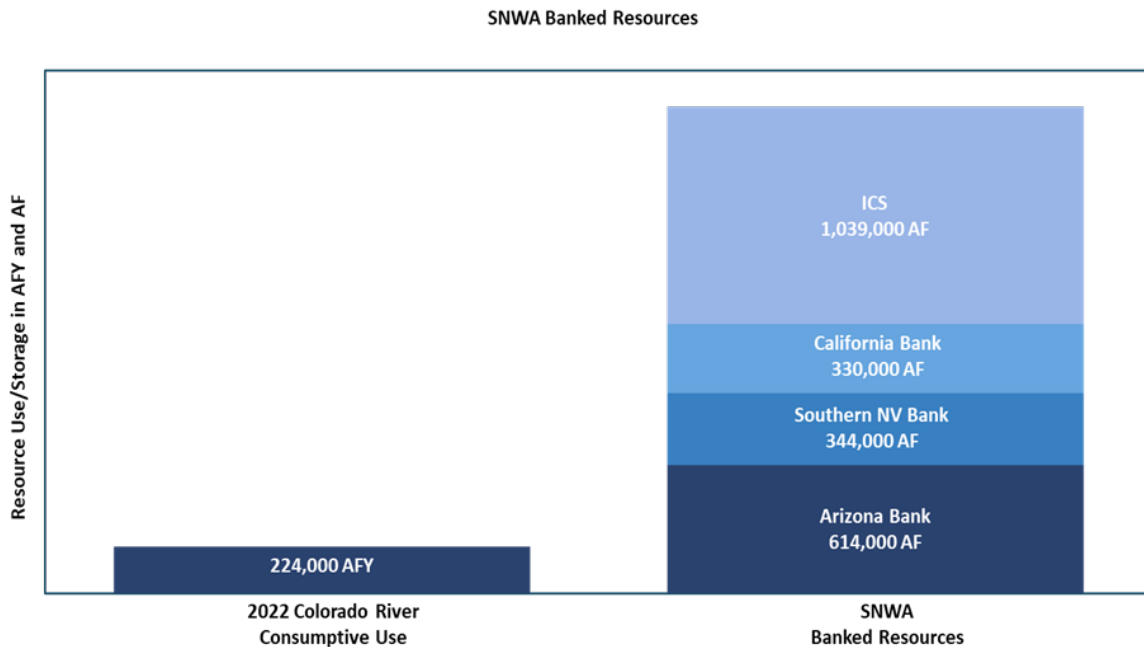 SNWA Banked Resources
Resource Use/Storage in AFY and AF
ICS
1,039,000 AF
California Bank
330,000 AF
Southern NV Bank
344,000 AF
Arizona Bank
614,000 AF
224,000 AFY
2022 Colorado River
Consumptive Use
SNWA
Banked Resources